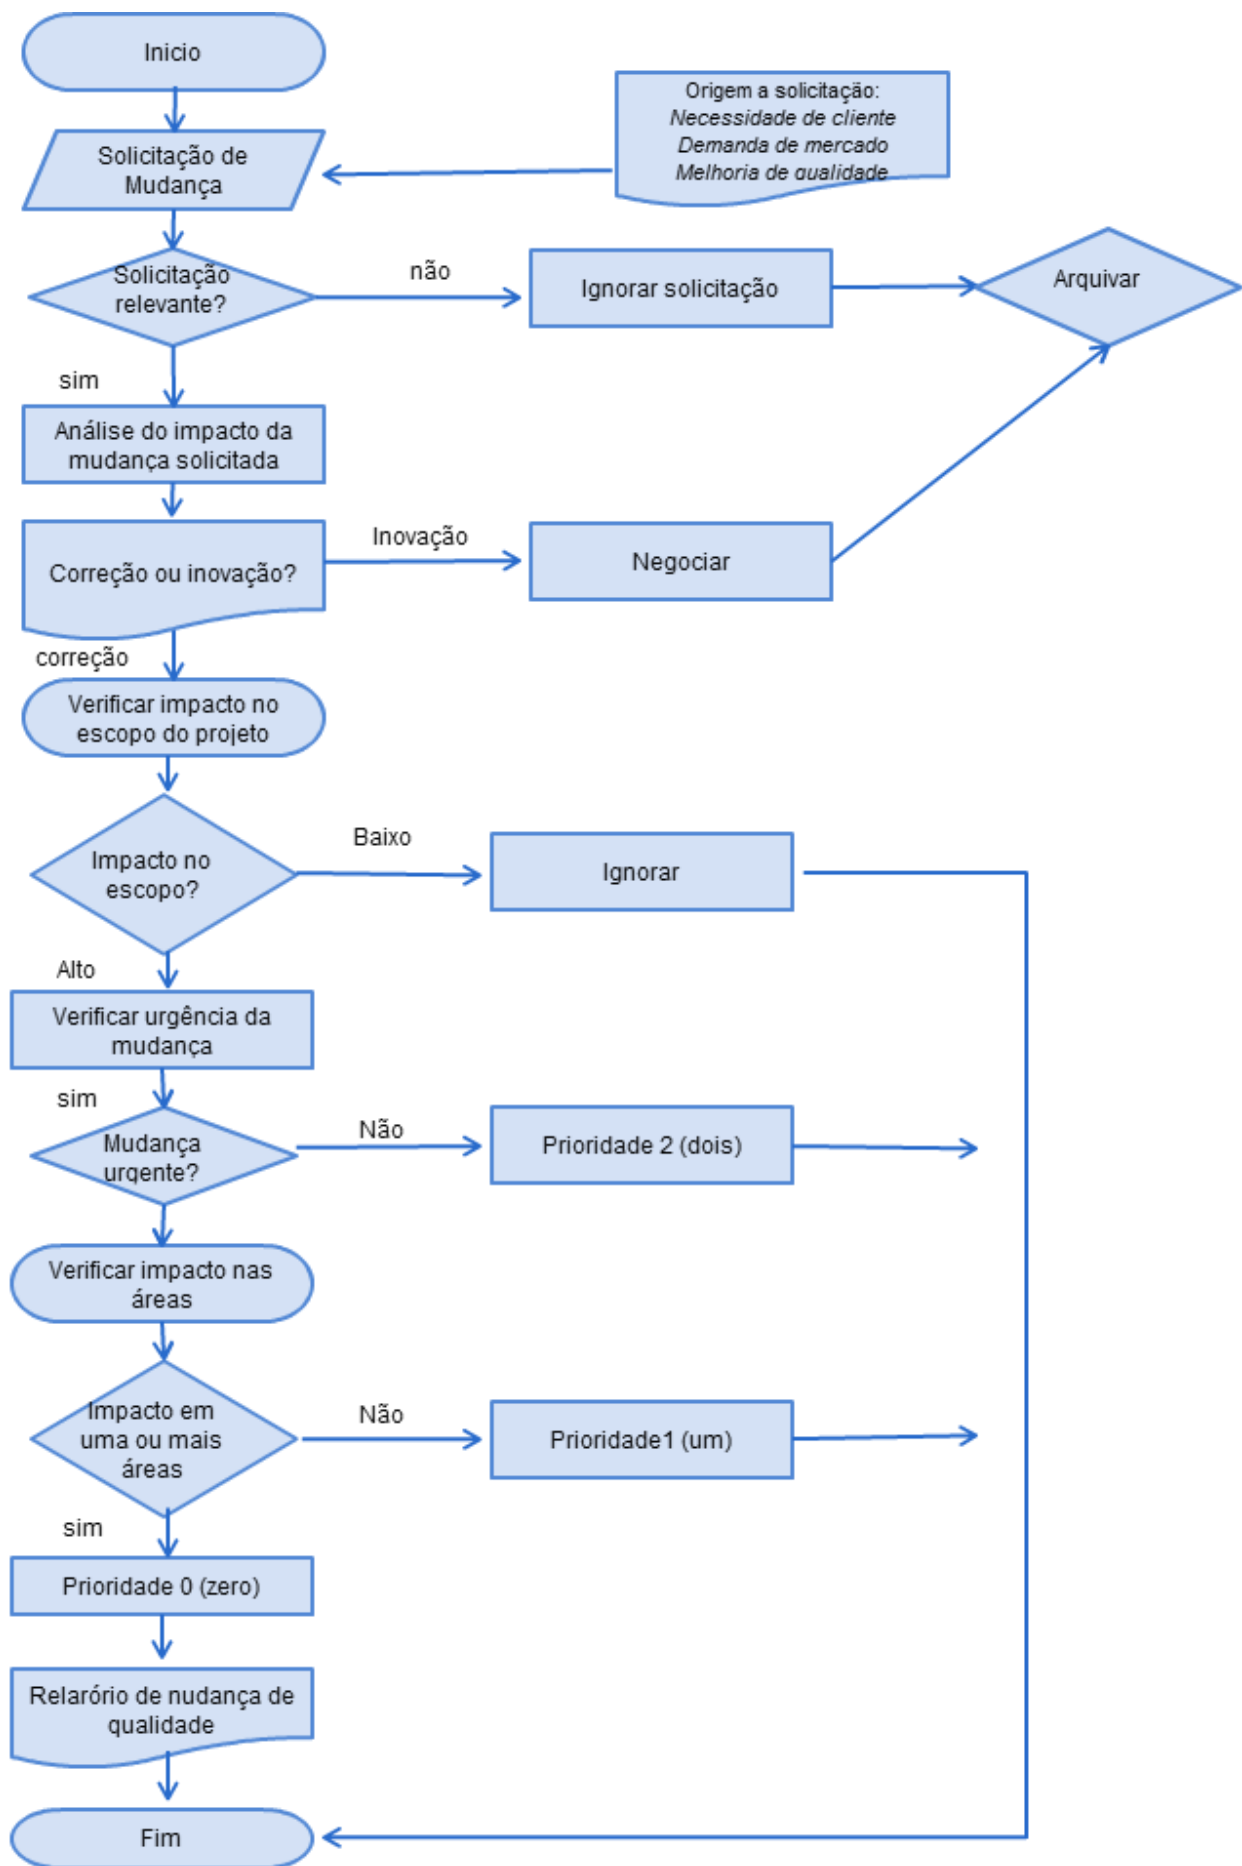 Inicio
Origem a solicitação:
Necessidade de cliente
Demanda de mercado
Melhoria de qualidade
Solicitação de
Mudança
Solicitação
relevante?
não
Ignorar solicitação
Arquivar
sim
Análise do impacto da
mudança solicitada
Correção ou inovação?
Inovação
Negociar
correção
Verificar impacto no
escopo do projeto
Impacto no
escopo?
Baixo
Ignorar
Alto
Verificar urgência da
mudança
sim
Mudança
urgente?
Não
Prioridade 2 (dois)
Verificar impacto nas
áreas
Impacto em
uma ou mais
áreas
Não
Prioridade1 (um)
sim
Prioridade 0 (zero)
Relarório de nudança de
qualidade
Fim